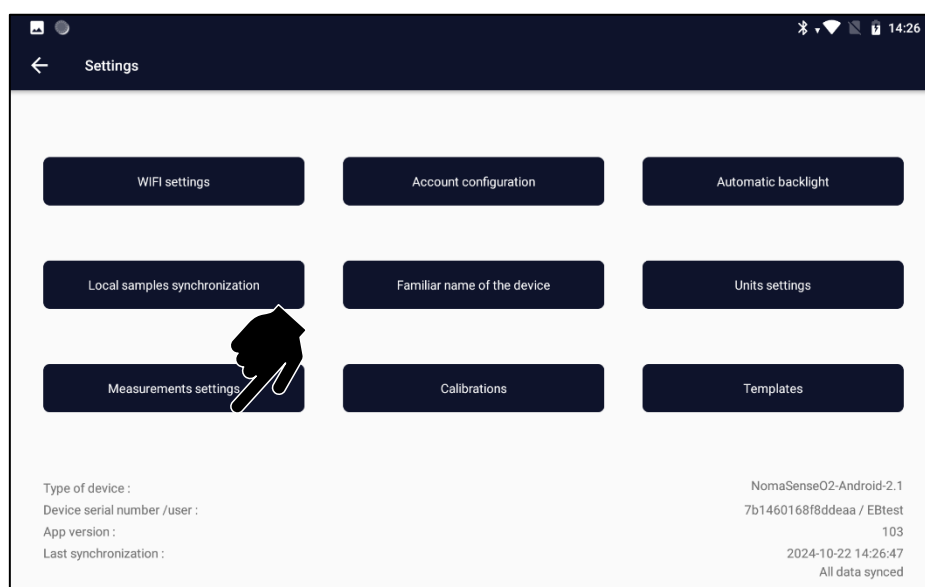 14:26
Settings
WIFI settings
Account configuration
Automatic backlight
Local samples synchronization
Familiar name of the device
Units settings
Measurements settings
Calibrations
Templates
Type of device : NomaSenseO2-Android-2.1
Device serial number /user : 7b1460168f8ddeaa / EBtest
App version : 103
Last synchronization : 2024-10-22 14:26:47
All data synced